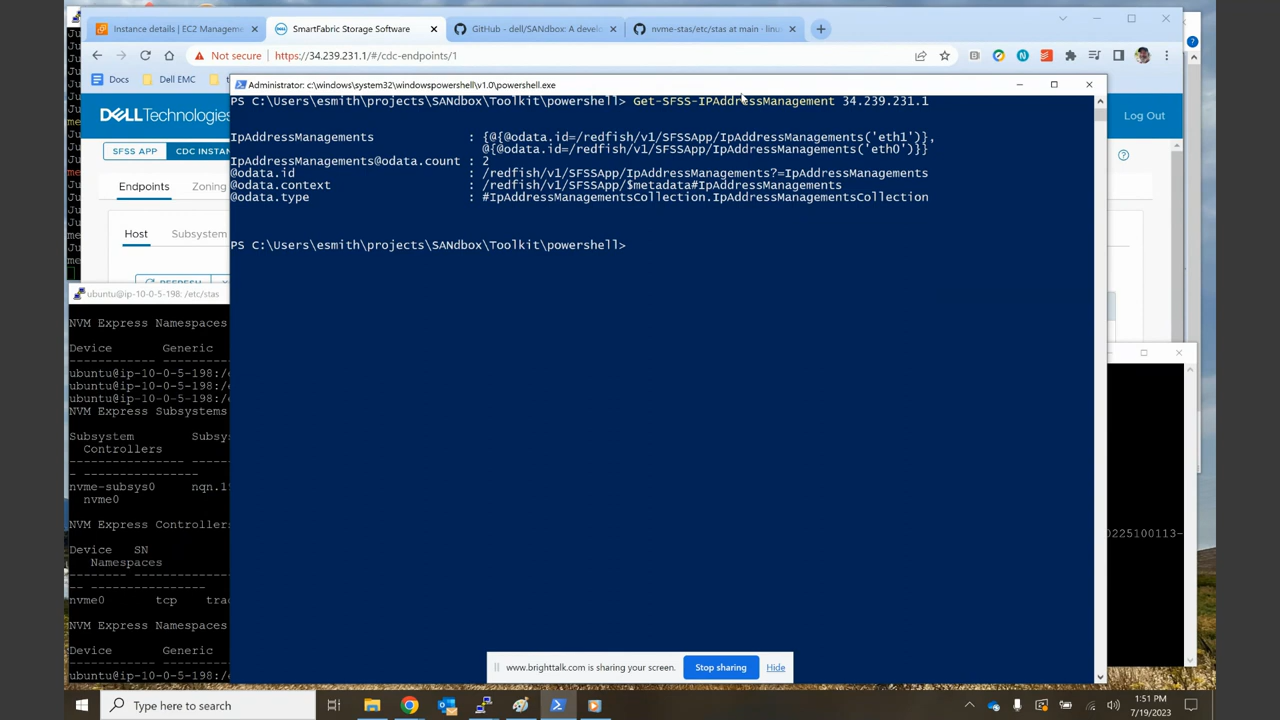 Instance details | EC2 Manageme
SmartFabric Storage Software
GitHub - dell/SANdbox: A develo
nvme-stas/etc/stas at main · linu
Not secure
https://34.239.231.1/#/cdc-endpoints/1
Docs
Dell EMC
Administrator: c:\windows\system32\windowspowershell\v1.0\powershell.exe
PS C:\Users\esmith\projects\SANdbox\Toolkit\powershell> Get-SFSS-IPAddressManagement 34.239.231.1
IpAddressManagements : {@{@odata.id=/redfish/v1/SFSSApp/IpAddressManagements('eth1')},
@{@odata.id=/redfish/v1/SFSSApp/IpAddressManagements('eth0')}}
IpAddressManagements@odata.count : 2
@odata.id : /redfish/v1/SFSSApp/IpAddressManagements?=IpAddressManagements
@odata.context : /redfish/v1/SFSSApp/$metadata#IpAddressManagements
@odata.type : #IpAddressManagementsCollection.IpAddressManagementsCollection
PS C:\Users\esmith\projects\SANdbox\Toolkit\powershell>
DELLTechnologies
Log Out
SFSS APP
CDC INSTAN
Endpoints
Zoning
Host
Subsystem
REFRESH
ubuntu@ip-10-0-5-198: /etc/stas
NVM Express Namespaces
Device Generic
ubuntu@ip-10-0-5-198:/
ubuntu@ip-10-0-5-198:/
ubuntu@ip-10-0-5-198:/
NVM Express Subsystems
Subsystem Subsy
Controllers
nvme-subsys0 nqn.1
nvme0
NVM Express Controller
Device SN
Namespaces
nvme0 tcp tra
NVM Express Namespaces
Device Generic
ubuntu@ip-10-0-5-198:/
0225100113-
www.brighttalk.com is sharing your screen.
Stop sharing
Hide
Type here to search
1:51 PM
7/19/2023